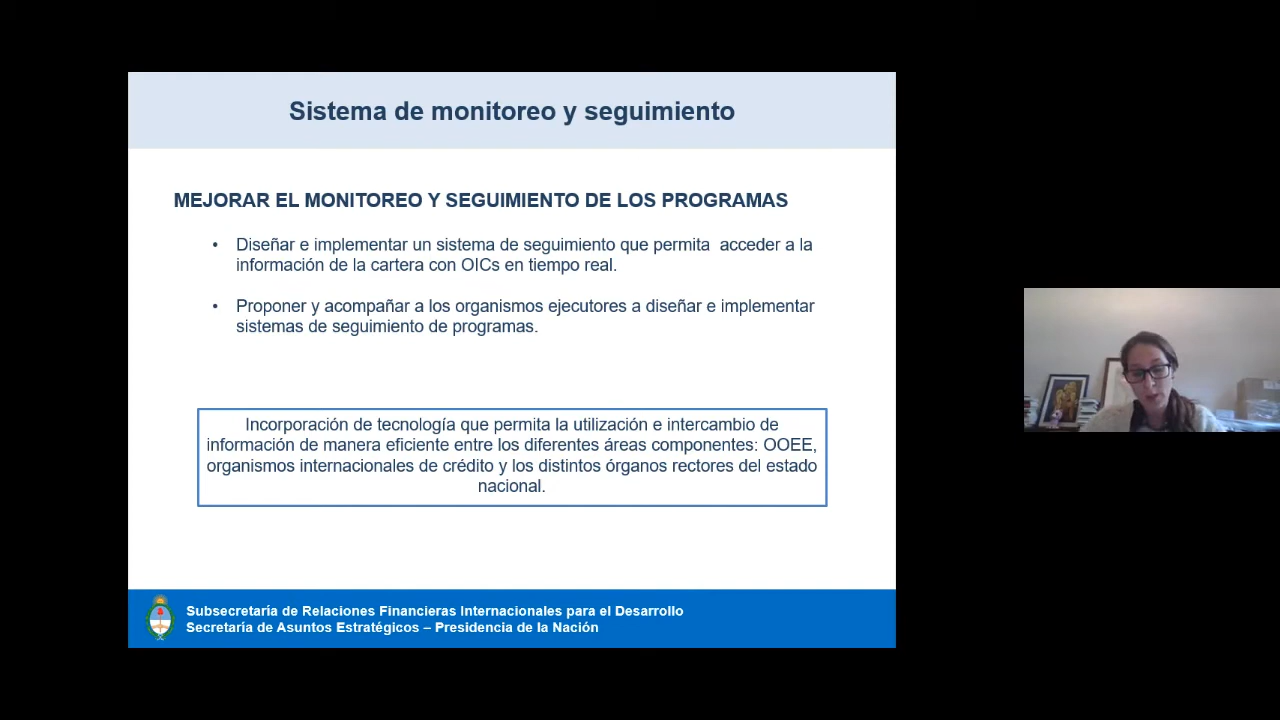 Sistema de monitoreo y seguimiento
MEJORAR EL MONITOREO Y SEGUIMIENTO DE LOS PROGRAMAS
• Diseñar e implementar un sistema de seguimiento que permita acceder a la
información de la cartera con OICs en tiempo real.
• Proponer y acompañar a los organismos ejecutores a diseñar e implementar
sistemas de seguimiento de programas.
Incorporación de tecnología que permita la utilización e intercambio de
información de manera eficiente entre los diferentes áreas componentes: OOEE,
organismos internacionales de crédito y los distintos órganos rectores del estado
nacional.
Subsecretaría de Relaciones Financieras Internacionales para el Desarrollo
Secretaría de Asuntos Estratégicos – Presidencia de la Nación